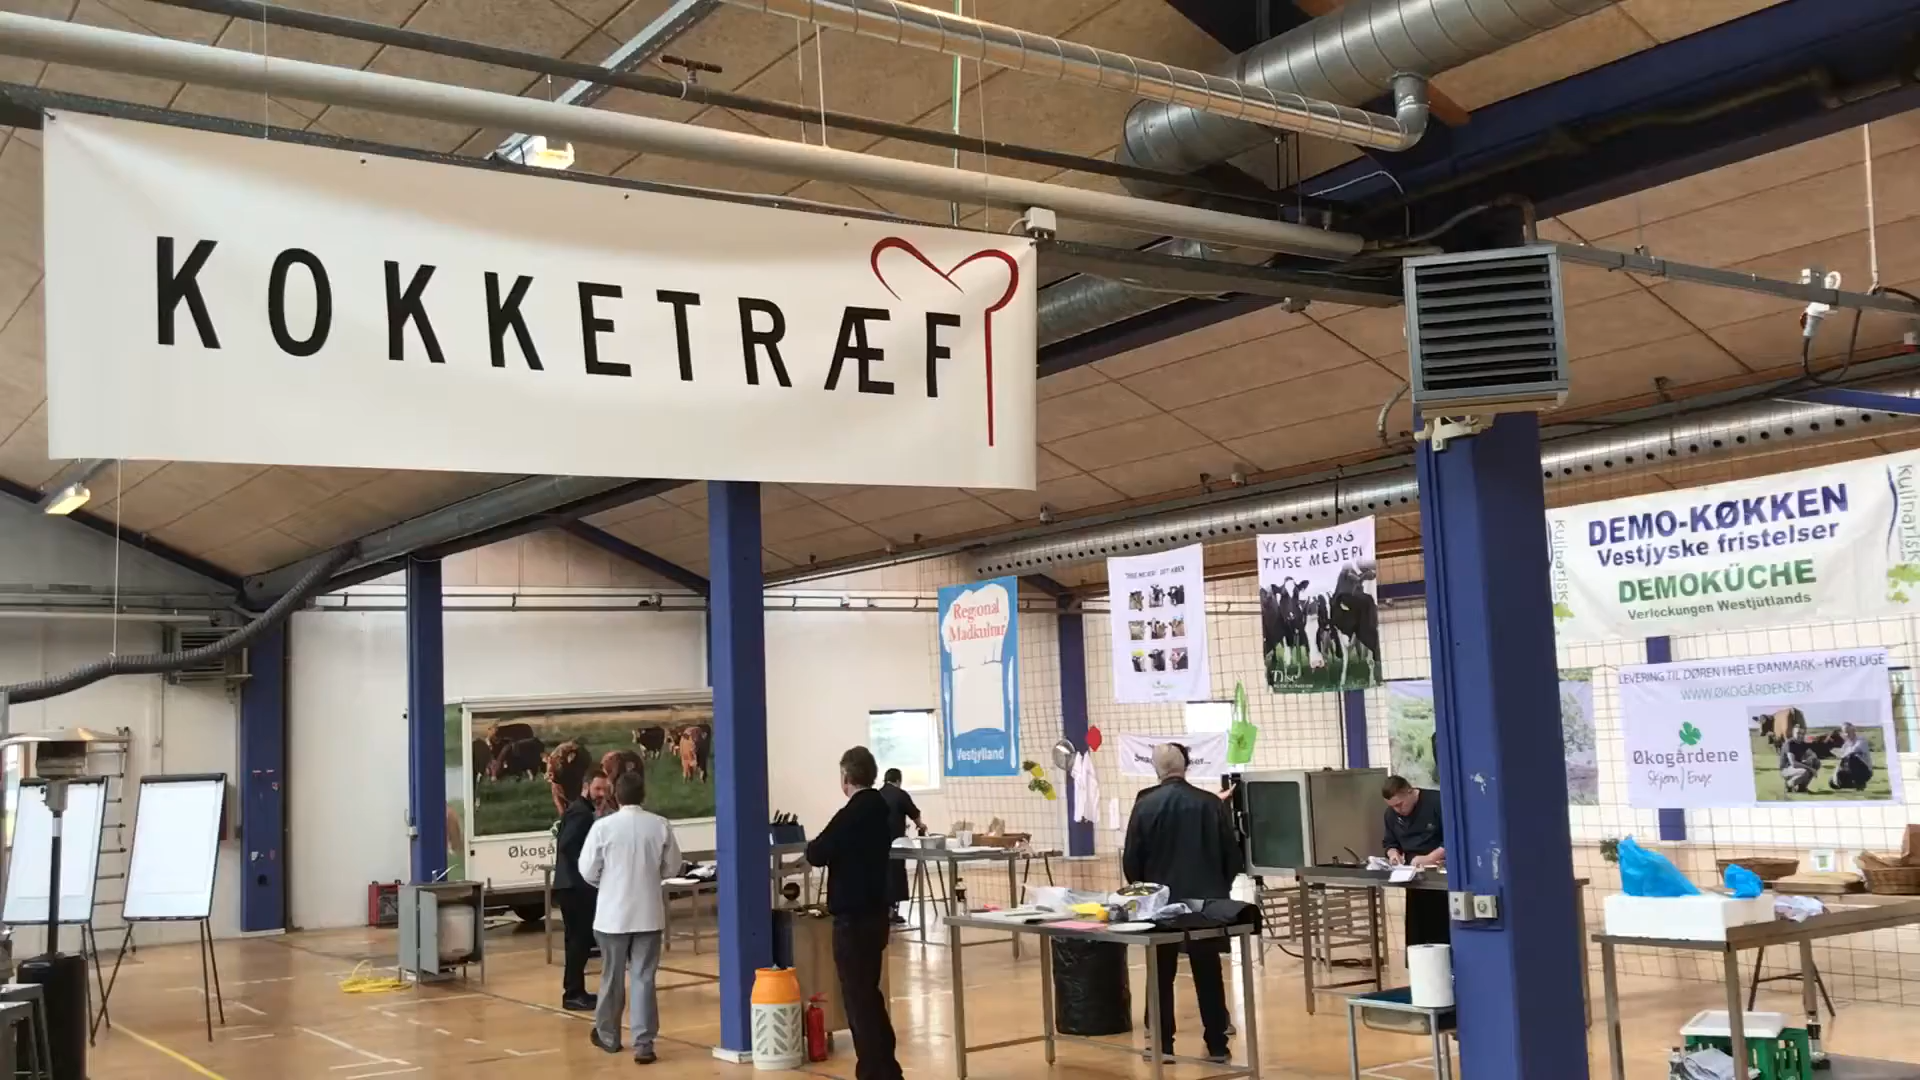 KOKKETRÆF
DEMO-KØKKEN
Vestjyske fristelser
DEMOKÜCHE
Verlockungen Westjütlands
Kulinarisk
Kulinarisk
VI STÅR BAG
THISE MEJERI
Regional
Madkultur
Vestjylland
LEVERING TIL DØREN I HELE DANMARK - HVER UGE
WWW.ØKOGÅRDENE.DK
Økogårdene
Skjern Enge
Økogå